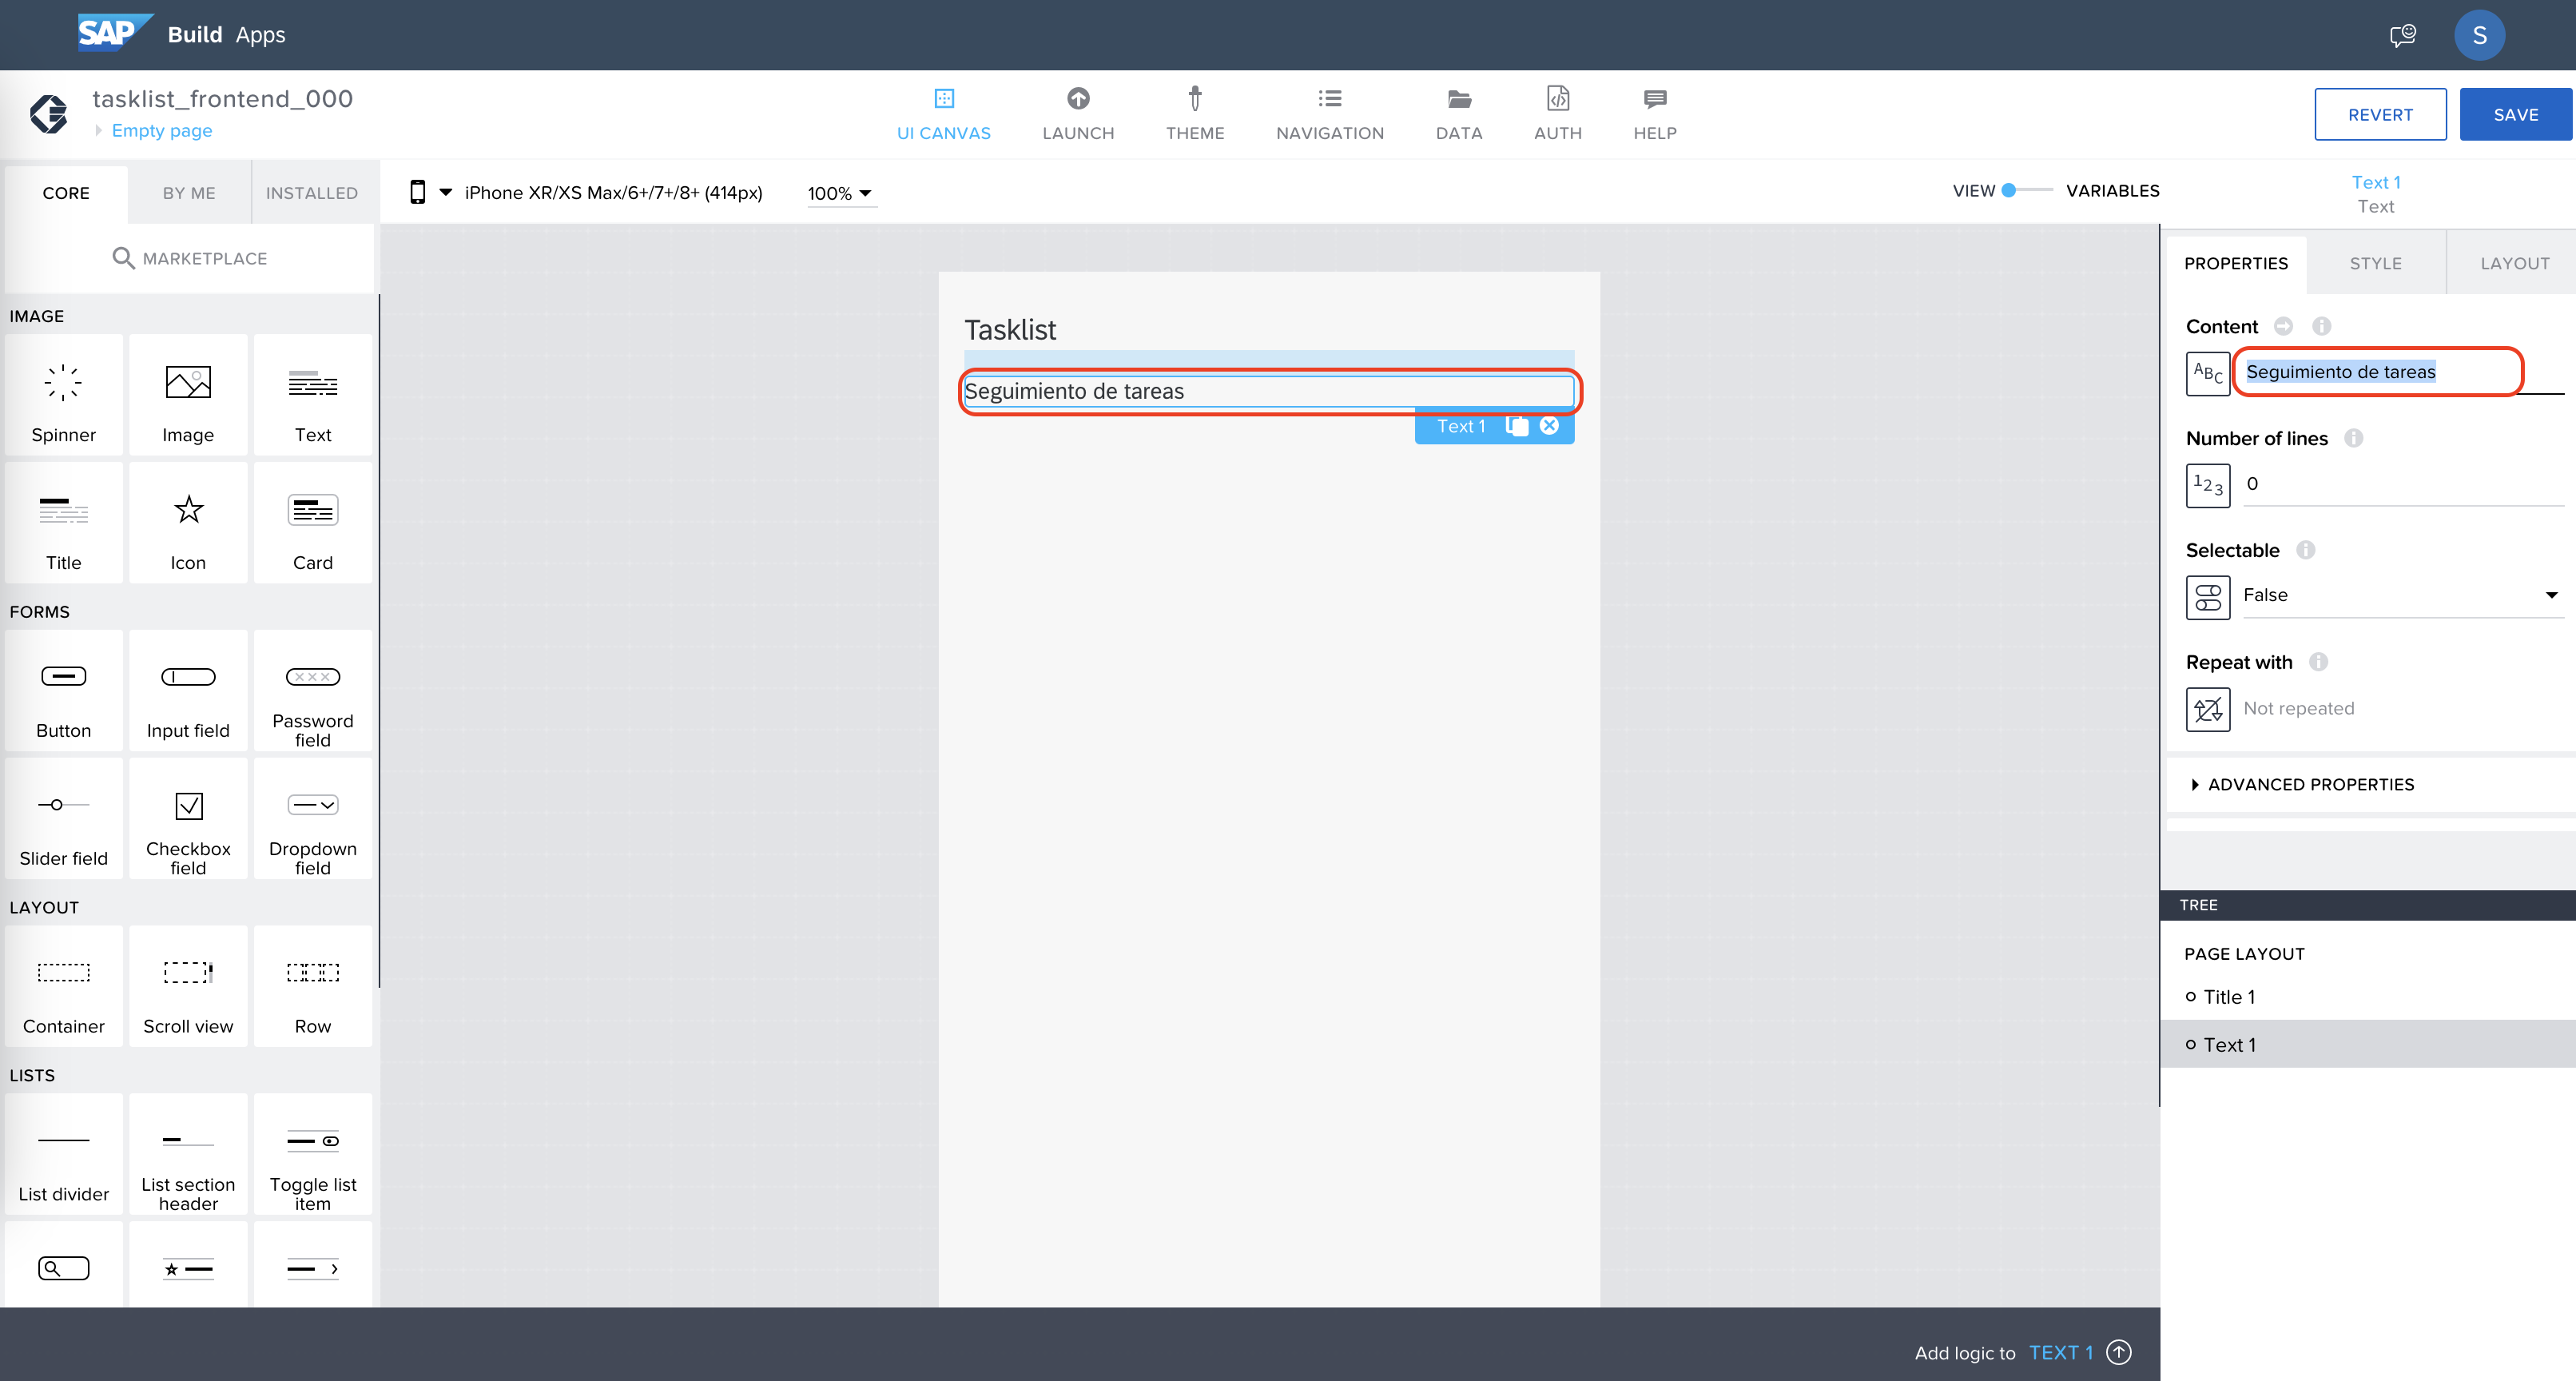 SAP Build Apps
S
tasklist_frontend_000
Empty page
UI CANVAS
LAUNCH
THEME
NAVIGATION
DATA
AUTH
HELP
REVERT
SAVE
CORE
BY ME
INSTALLED
iPhone XR/XS Max/6+/7+/8+ (414px)
100%
VIEW
VARIABLES
Text 1
Text
MARKETPLACE
IMAGE
Spinner
Image
Text
Title
Icon
Card
FORMS
Button
Input field
Password
field
Slider field
Checkbox
field
Dropdown
field
LAYOUT
Container
Scroll view
Row
LISTS
List divider
List section
header
Toggle list
item
Tasklist
Seguimiento de tareas
Text 1
PROPERTIES
STYLE
LAYOUT
Content
ABC
Seguimiento de tareas
Number of lines
123
0
Selectable
False
Repeat with
Not repeated
ADVANCED PROPERTIES
TREE
PAGE LAYOUT
Title 1
Text 1
Add logic to TEXT 1